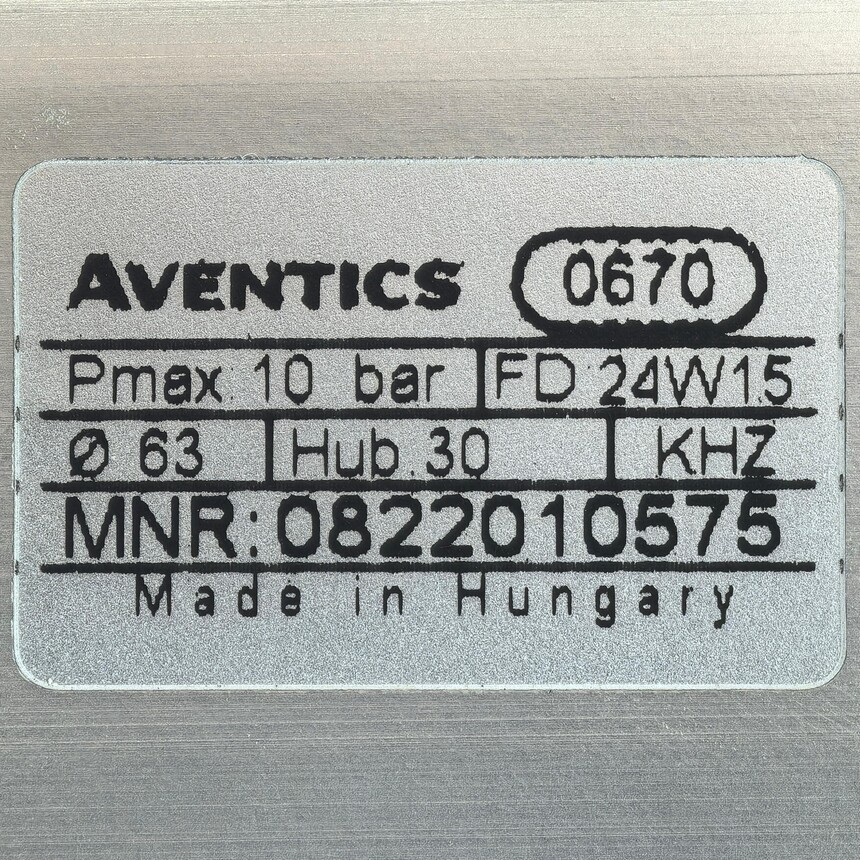 AVENTICS 0670
Pmax. 10 bar FD 24W15
Ø 63 Hub.30 KHZ
MNR:0822010575
Made in Hungary